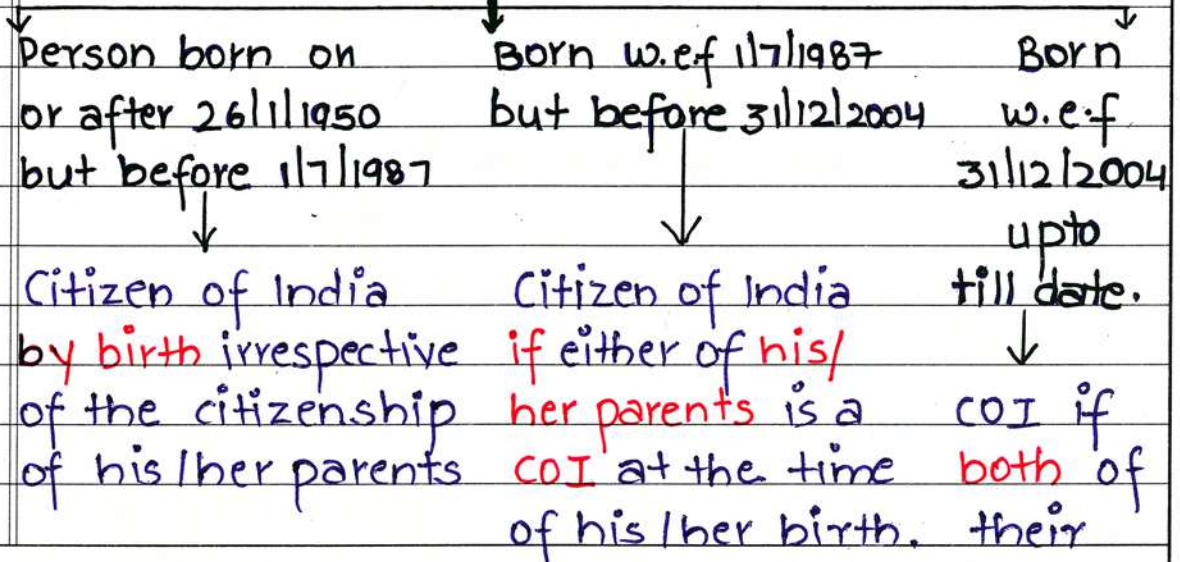 Person born on
or after 26/1/1950
but before 1/7/1987
Citizen of India
by birth irrespective
of the citizenship
of his/her parents
Born w.e.f 1/7/1987
but before 31/12/2004
Citizen of India
if either of his/
her parents is a
COI at the time
of his/her birth.
Born
w.e.f
31/12/2004
upto
till date.
COI if
both of
their